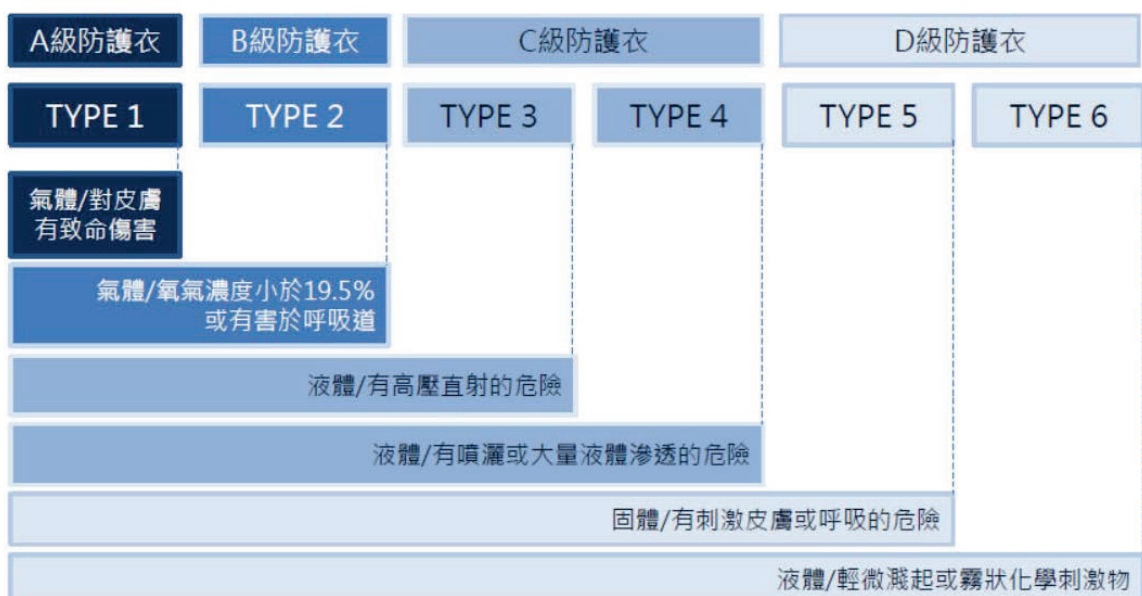 A級防護衣
B級防護衣
C級防護衣
D級防護衣
TYPE 1
TYPE 2
TYPE 3
TYPE 4
TYPE 5
TYPE 6
氣體/對皮膚
有致命傷害
氣體/氧氣濃度小於19.5%
或有害於呼吸道
液體/有高壓直射的危險
液體/有噴灑或大量液體滲透的危險
固體/有刺激皮膚或呼吸的危險
液體/輕微濺起或霧狀化學刺激物